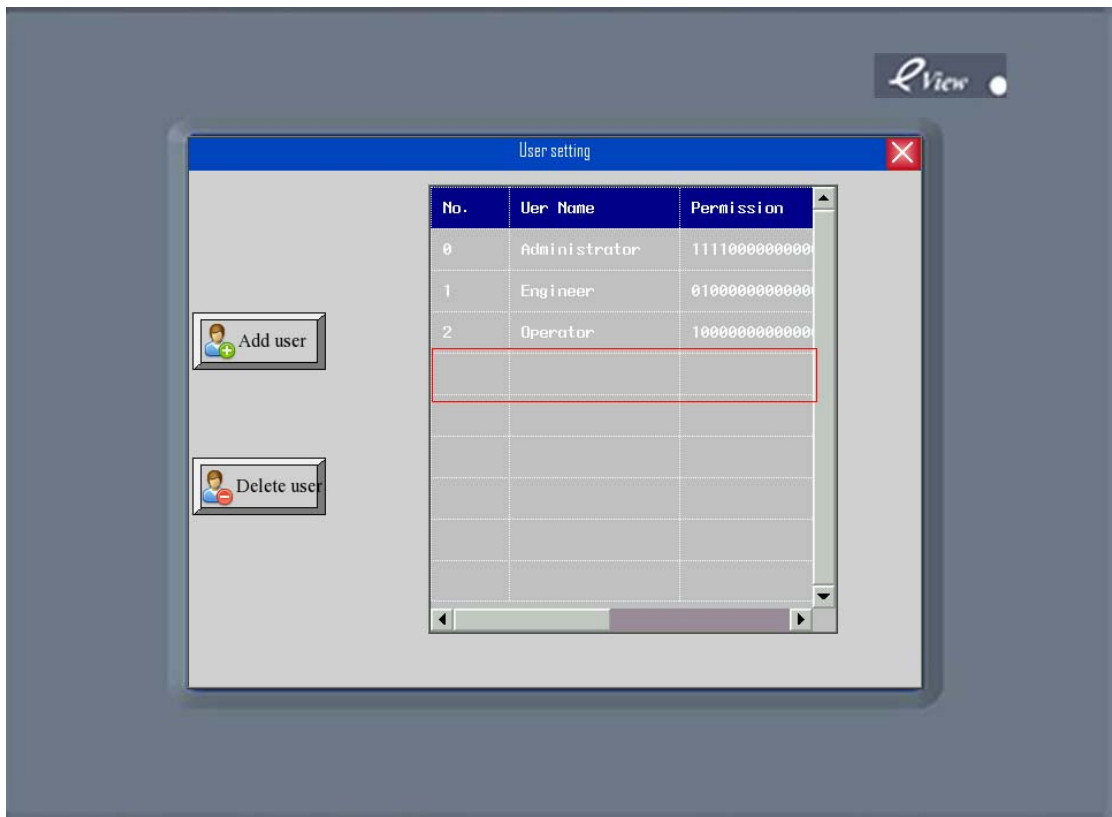 eView
User setting
No. Uer Name Permission
0 Administrator 1111000000000
1 Engineer 0100000000000
2 Operator 1000000000000
Add user
Delete user